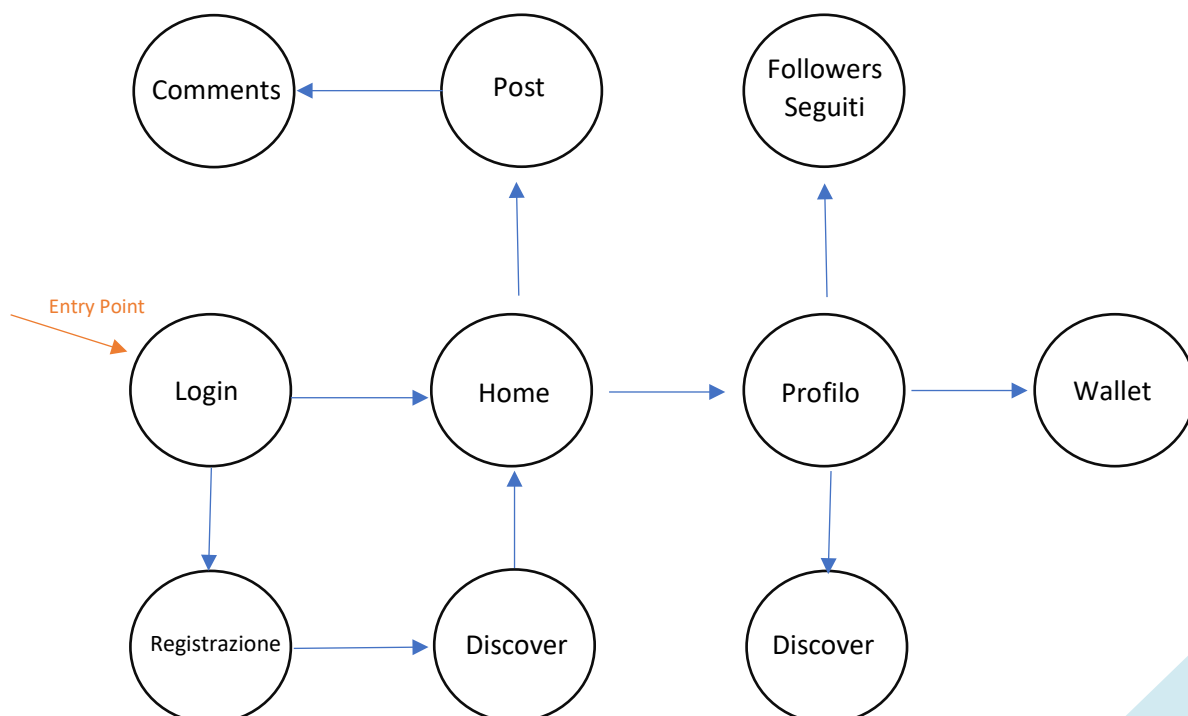 Comments
Post
Followers
Seguiti
Entry Point
Login
Home
Profilo
Wallet
Registrazione
Discover
Discover